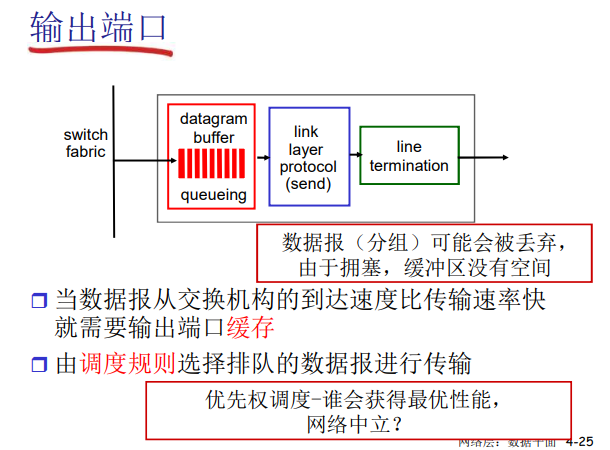 输出端口
switch
fabric
datagram
buffer
queueing
link
layer
protocol
(send)
line
termination
数据报（分组）可能会被丢弃，
由于拥塞，缓冲区没有空间
当数据报从交换机构的到达速度比传输速率快
就需要输出端口缓存
由调度规则选择排队的数据报进行传输
优先权调度-谁会获得最优性能，
网络中立？
网络层：数据平面 4-25